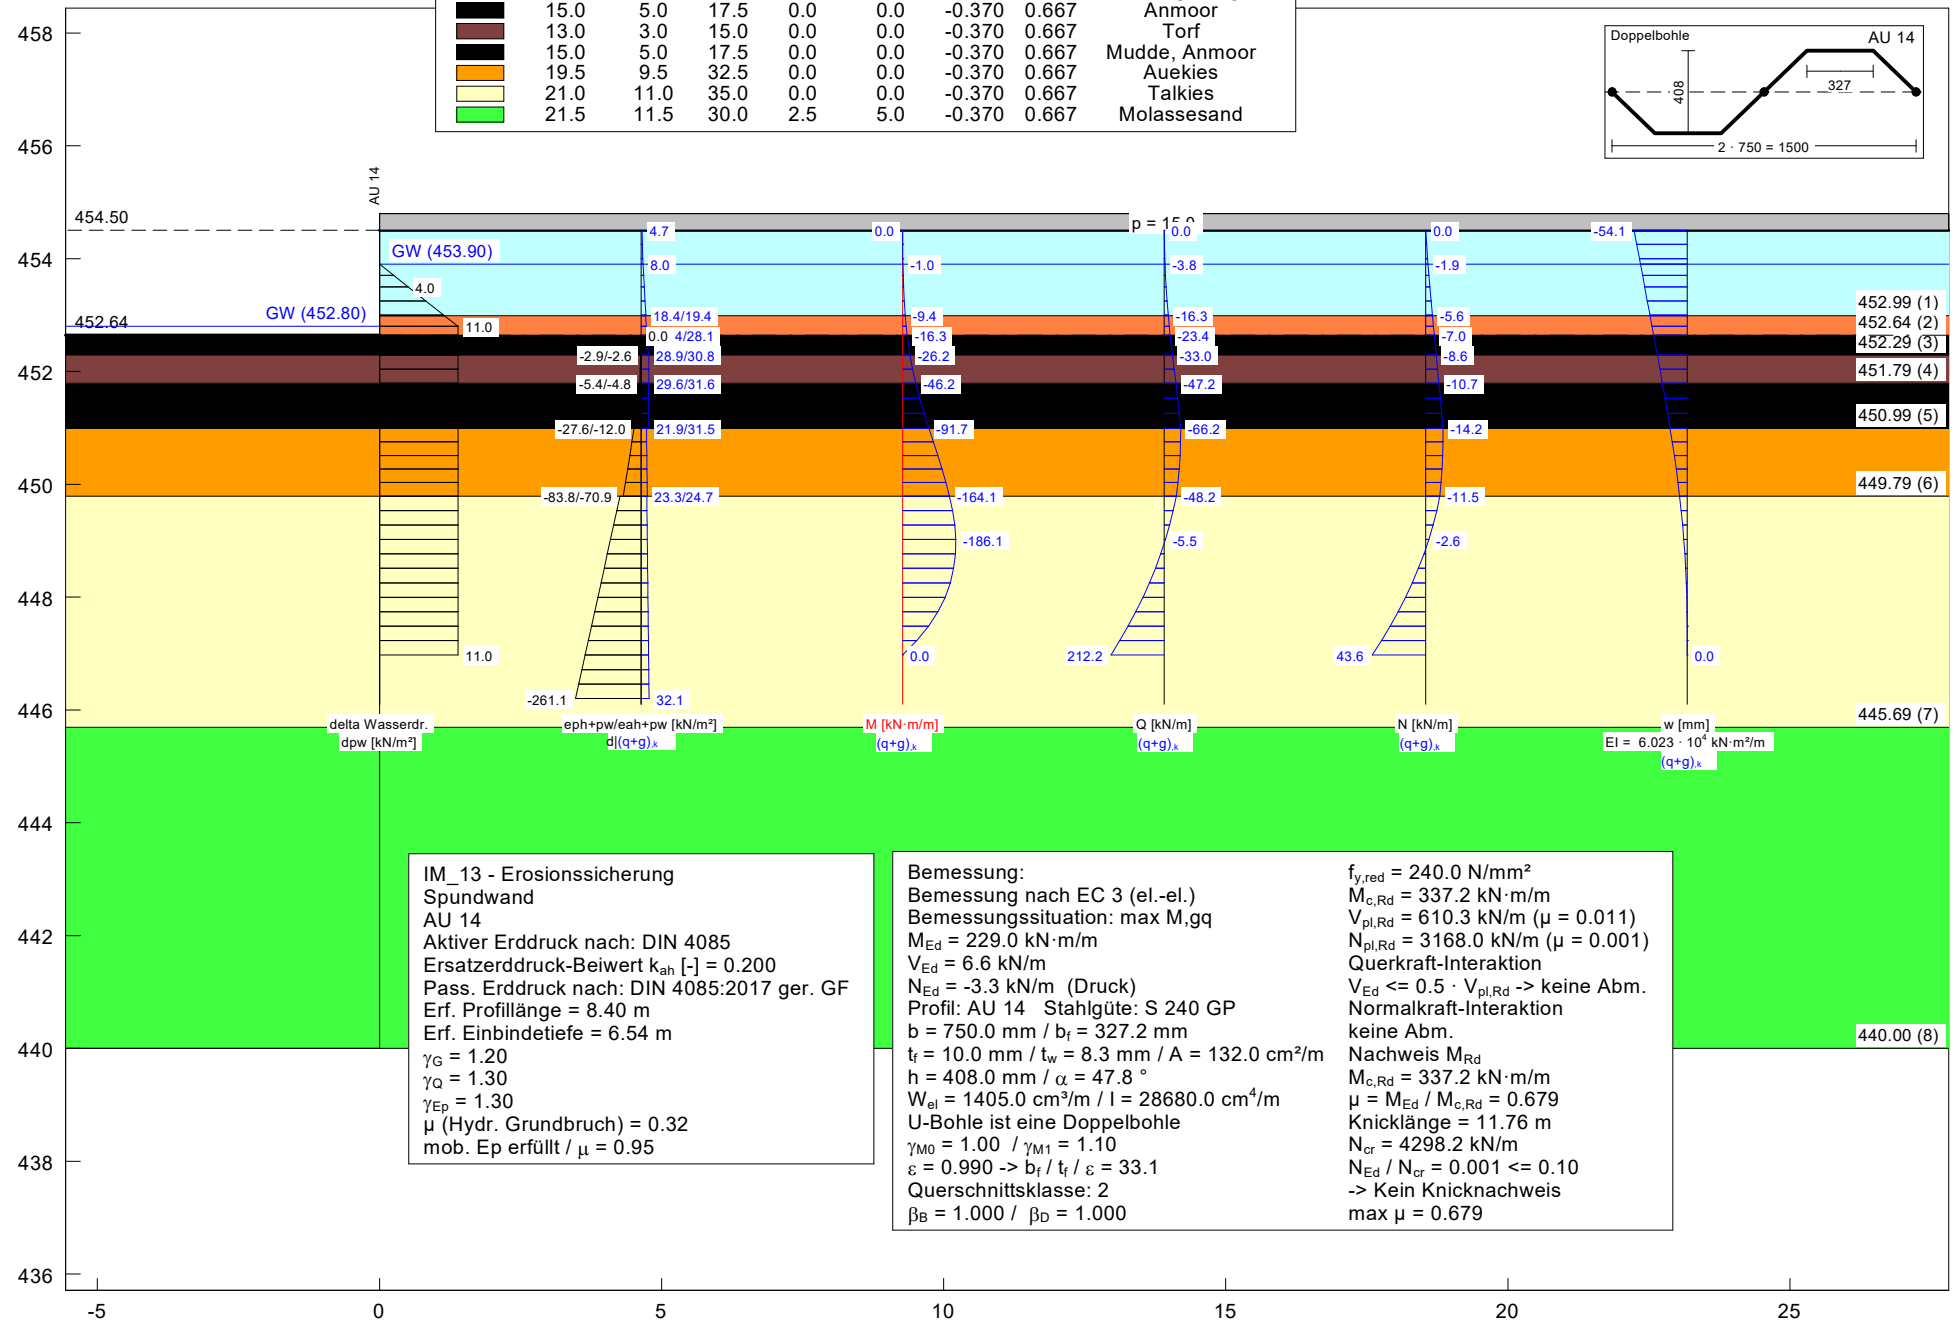 15.0 5.0 17.5 0.0 0.0 -0.370 0.667 Anmoor
13.0 3.0 15.0 0.0 0.0 -0.370 0.667 Torf
15.0 5.0 17.5 0.0 0.0 -0.370 0.667 Mudde, Anmoor
19.5 9.5 32.5 0.0 0.0 -0.370 0.667 Auekies
21.0 11.0 35.0 0.0 0.0 -0.370 0.667 Talkies
21.5 11.5 30.0 2.5 5.0 -0.370 0.667 Molassesand
Doppelbohle AU 14
408
327
2 · 750 = 1500
458
456
454
452
450
448
446
444
442
440
438
436
AU 14
454.50
p = 15.0
GW (453.90)
GW (452.80)
452.64
4.0
11.0
11.0
4.7
8.0
18.4/19.4
0.0 4/28.1
-2.9/-2.6 28.9/30.8
-5.4/-4.8 29.6/31.6
-27.6/-12.0 21.9/31.5
-83.8/-70.9 23.3/24.7
-261.1 32.1
0.0
-1.0
-9.4
-16.3
-26.2
-46.2
-91.7
-164.1
-186.1
0.0
0.0
-3.8
-16.3
-23.4
-33.0
-47.2
-66.2
-48.2
-5.5
212.2
0.0
-1.9
-5.6
-7.0
-8.6
-10.7
-14.2
-11.5
-2.6
43.6
-54.1
0.0
452.99 (1)
452.64 (2)
452.29 (3)
451.79 (4)
450.99 (5)
449.79 (6)
445.69 (7)
440.00 (8)
delta Wasserdr.
dpw [kN/m²]
eph+pw/eah+pw [kN/m²]
d|(q+g),k
M [kN·m/m]
(q+g),k
Q [kN/m]
(q+g),k
N [kN/m]
(q+g),k
w [mm]
EI = 6.023 · 10⁴ kN·m²/m
(q+g),k
IM_13 - Erosionssicherung
Spundwand
AU 14
Aktiver Erddruck nach: DIN 4085
Ersatzerddruck-Beiwert kah [-] = 0.200
Pass. Erddruck nach: DIN 4085:2017 ger. GF
Erf. Profillänge = 8.40 m
Erf. Einbindetiefe = 6.54 m
γG = 1.20
γQ = 1.30
γEp = 1.30
µ (Hydr. Grundbruch) = 0.32
mob. Ep erfüllt / µ = 0.95
Bemessung:
Bemessung nach EC 3 (el.-el.)
Bemessungssituation: max M,gq
MEd = 229.0 kN·m/m
VEd = 6.6 kN/m
NEd = -3.3 kN/m (Druck)
Profil: AU 14 Stahlgüte: S 240 GP
b = 750.0 mm / bf = 327.2 mm
tf = 10.0 mm / tw = 8.3 mm / A = 132.0 cm²/m
h = 408.0 mm / α = 47.8 °
Wel = 1405.0 cm³/m / I = 28680.0 cm⁴/m
U-Bohle ist eine Doppelbohle
γM0 = 1.00 / γM1 = 1.10
ε = 0.990 -> bf / tf / ε = 33.1
Querschnittsklasse: 2
βB = 1.000 / βD = 1.000
fy,red = 240.0 N/mm²
Mc,Rd = 337.2 kN·m/m
Vpl,Rd = 610.3 kN/m (µ = 0.011)
Npl,Rd = 3168.0 kN/m (µ = 0.001)
Querkraft-Interaktion
VEd <= 0.5 · Vpl,Rd -> keine Abm.
Normalkraft-Interaktion
keine Abm.
Nachweis MRd
Mc,Rd = 337.2 kN·m/m
µ = MEd / Mc,Rd = 0.679
Knicklänge = 11.76 m
Ncr = 4298.2 kN/m
NEd / Ncr = 0.001 <= 0.10
-> Kein Knicknachweis
max µ = 0.679
-5 0 5 10 15 20 25